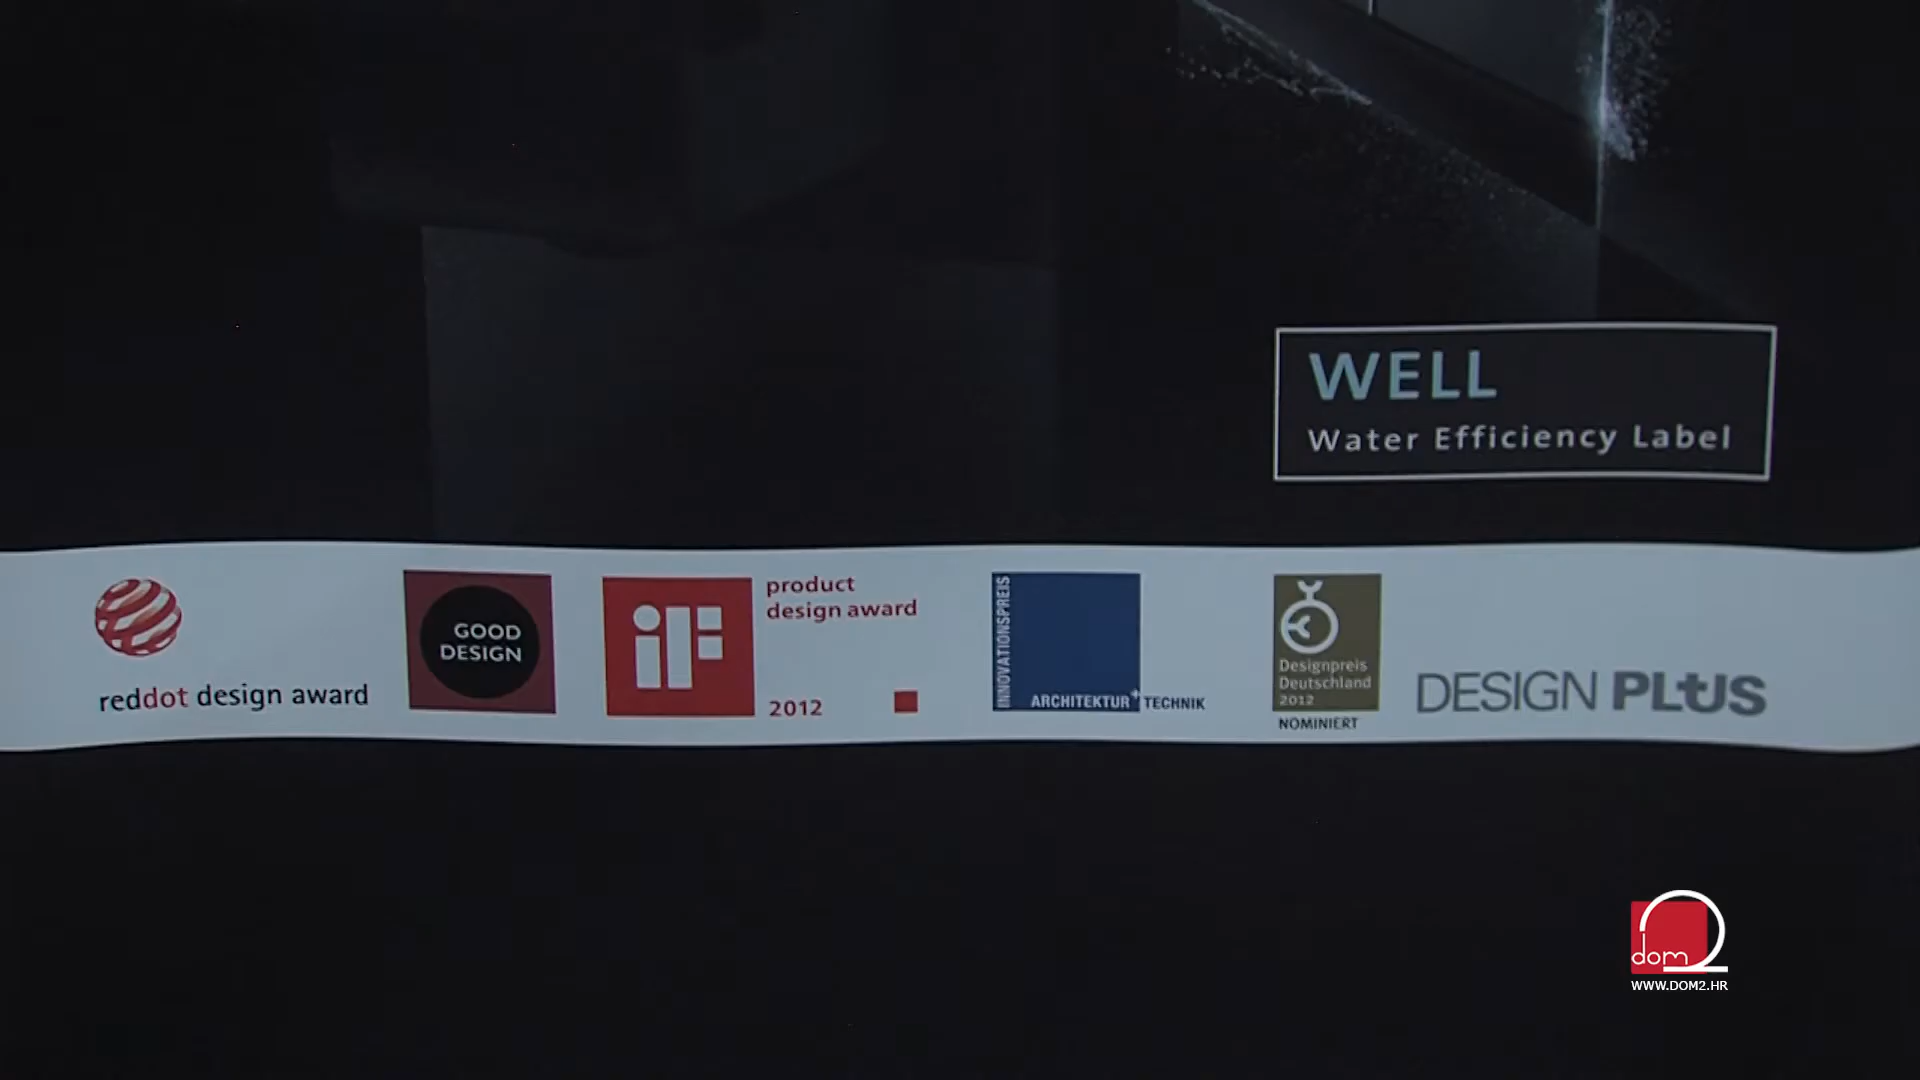 WELL
Water Efficiency Label
reddot design award
GOOD
DESIGN
iF
product
design award
2012
INNOVATIONSPREIS
ARCHITEKTUR+TECHNIK
Designpreis
Deutschland
2012
NOMINIERT
DESIGN PLUS
dom2
WWW.DOM2.HR